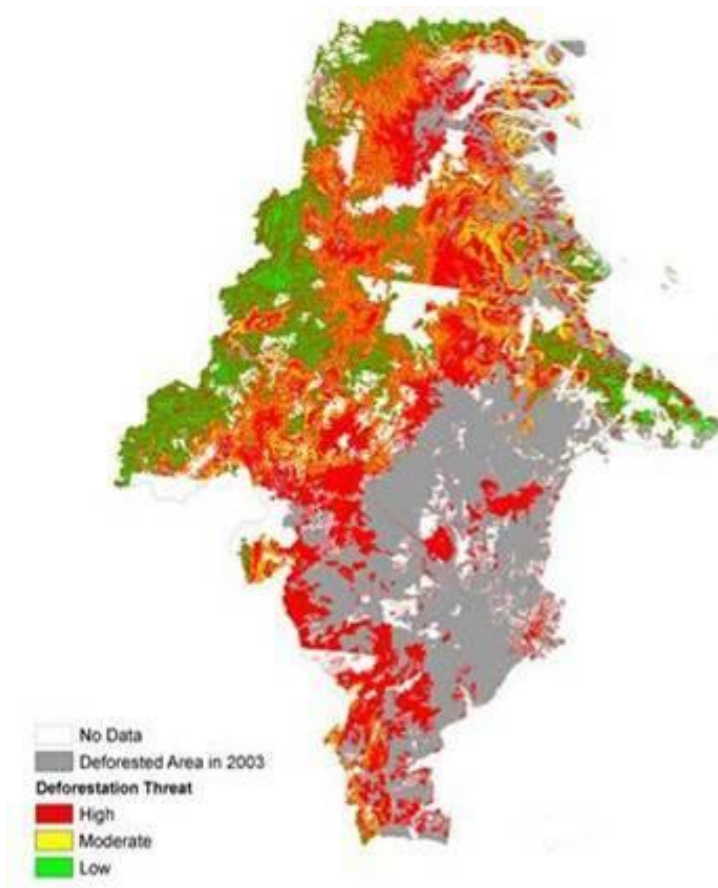 No Data
Deforested Area in 2003
Deforestation Threat
High
Moderate
Low